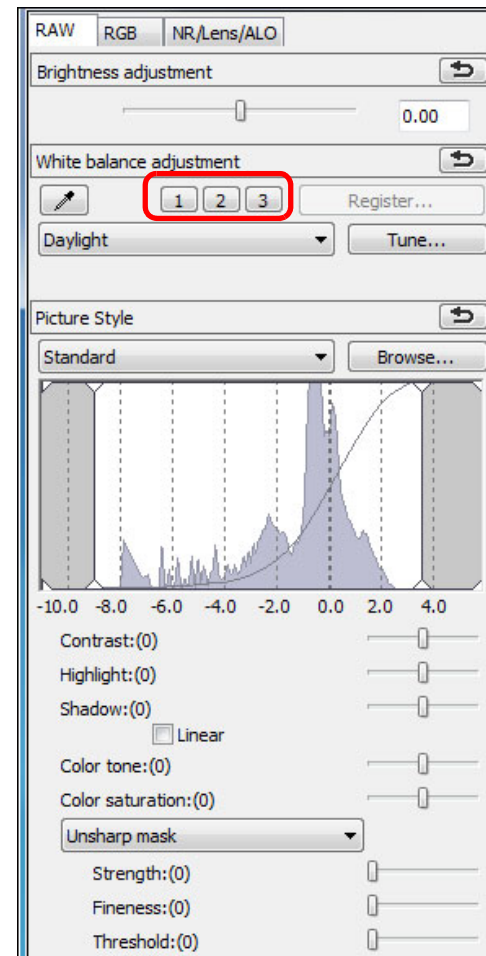 RAW RGB NR/Lens/ALO
Brightness adjustment
0.00
White balance adjustment
1 2 3 Register...
Daylight Tune...
Picture Style
Standard Browse...
-10.0 -8.0 -6.0 -4.0 -2.0 0.0 2.0 4.0
Contrast:(0)
Highlight:(0)
Shadow:(0)
Linear
Color tone:(0)
Color saturation:(0)
Unsharp mask
Strength:(0)
Fineness:(0)
Threshold:(0)